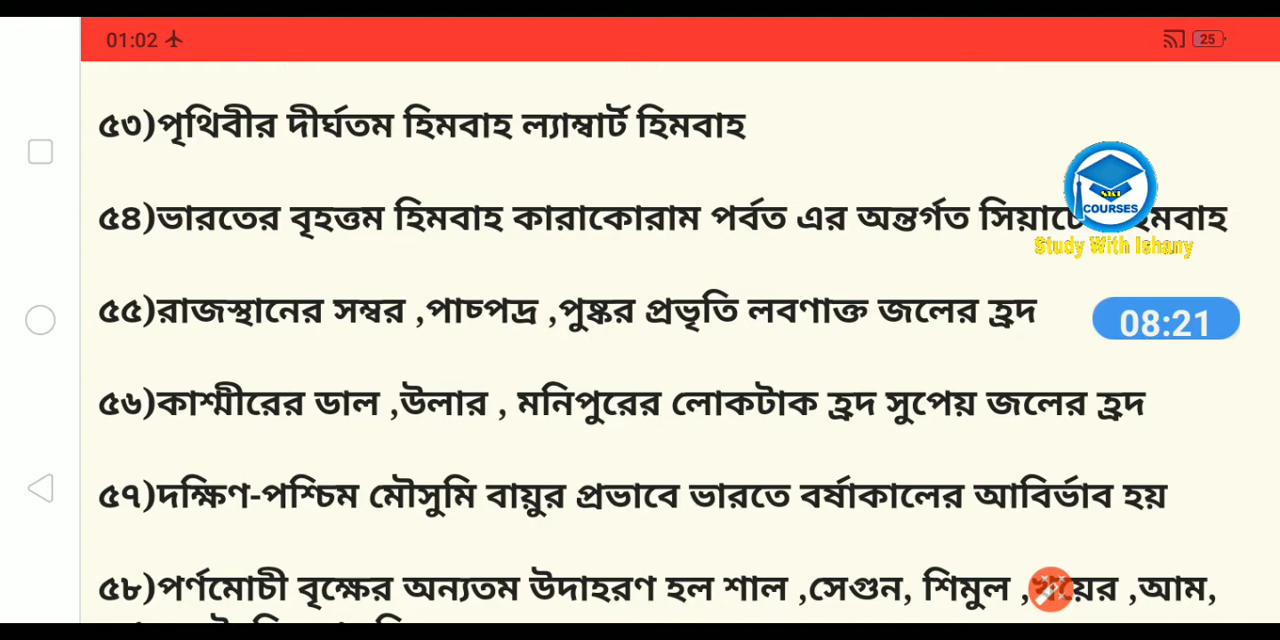 01:02
25
৫৩)পৃথিবীর দীর্ঘতম হিমবাহ ল্যাম্বার্ট হিমবাহ
৫৪)ভারতের বৃহত্তম হিমবাহ কারাকোরাম পর্বত এর অন্তর্গত
COURSES
Study With Ishany
৫৫)রাজস্থানের সম্বর ,পাচপদ্র ,পুষ্কর প্রভৃতি লবণাক্ত জলের হ্রদ
08:21
৫৬)কাশ্মীরের ডাল ,উলার , মনিপুরের লোকটাক হ্রদ সুপেয় জলের হ্রদ
৫৭)দক্ষিণ-পশ্চিম মৌসুমি বায়ুর প্রভাবে ভারতে বর্ষাকালের আবির্ভাব হয়
৫৮)পর্ণমোচী বৃক্ষের অন্যতম উদাহরণ হল শাল ,সেগুন, শিমুল ,আম,